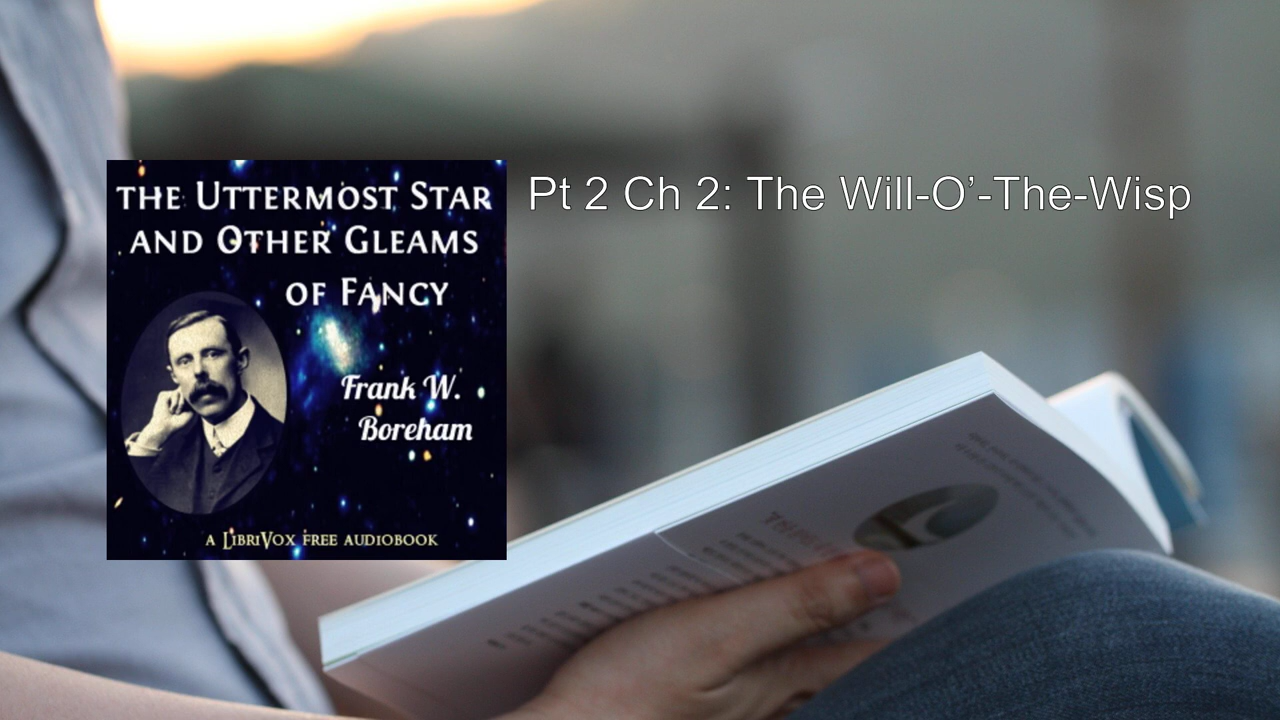 THE UTTERMOST STAR
AND OTHER GLEAMS
OF FANCY
Frank W.
Boreham
A LIBRIVOX FREE AUDIOBOOK
Pt 2 Ch 2: The Will-O’-The-Wisp